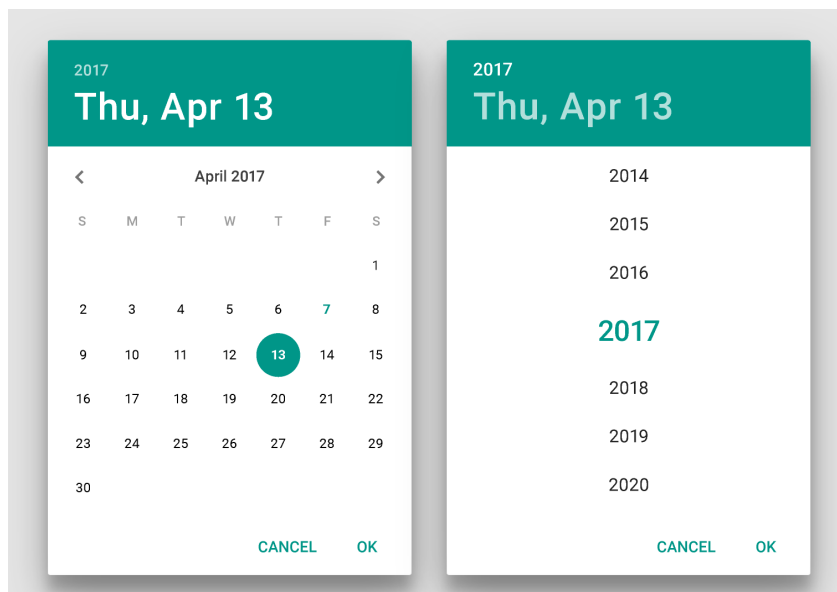 2017
Thu, Apr 13
April 2017
S M T W T F S
1
2 3 4 5 6 7 8
9 10 11 12 13 14 15
16 17 18 19 20 21 22
23 24 25 26 27 28 29
30
CANCEL OK
2017
Thu, Apr 13
2014
2015
2016
2017
2018
2019
2020
CANCEL OK